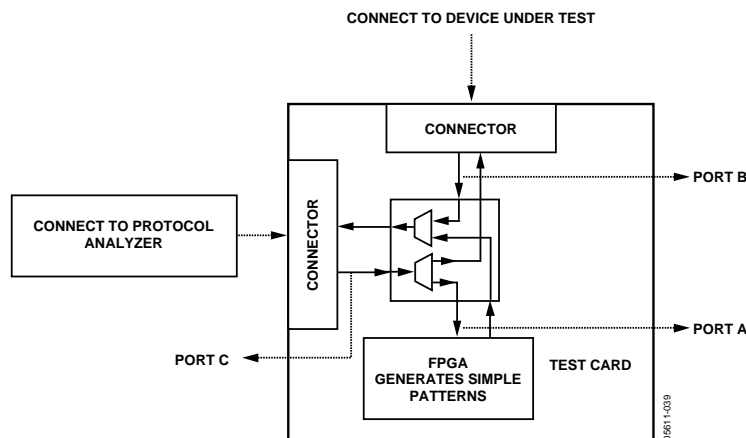 CONNECT TO DEVICE UNDER TEST
CONNECTOR
PORT B
CONNECT TO PROTOCOL
ANALYZER
CONNECTOR
PORT A
PORT C
FPGA
GENERATES SIMPLE
PATTERNS
TEST CARD
05611-039